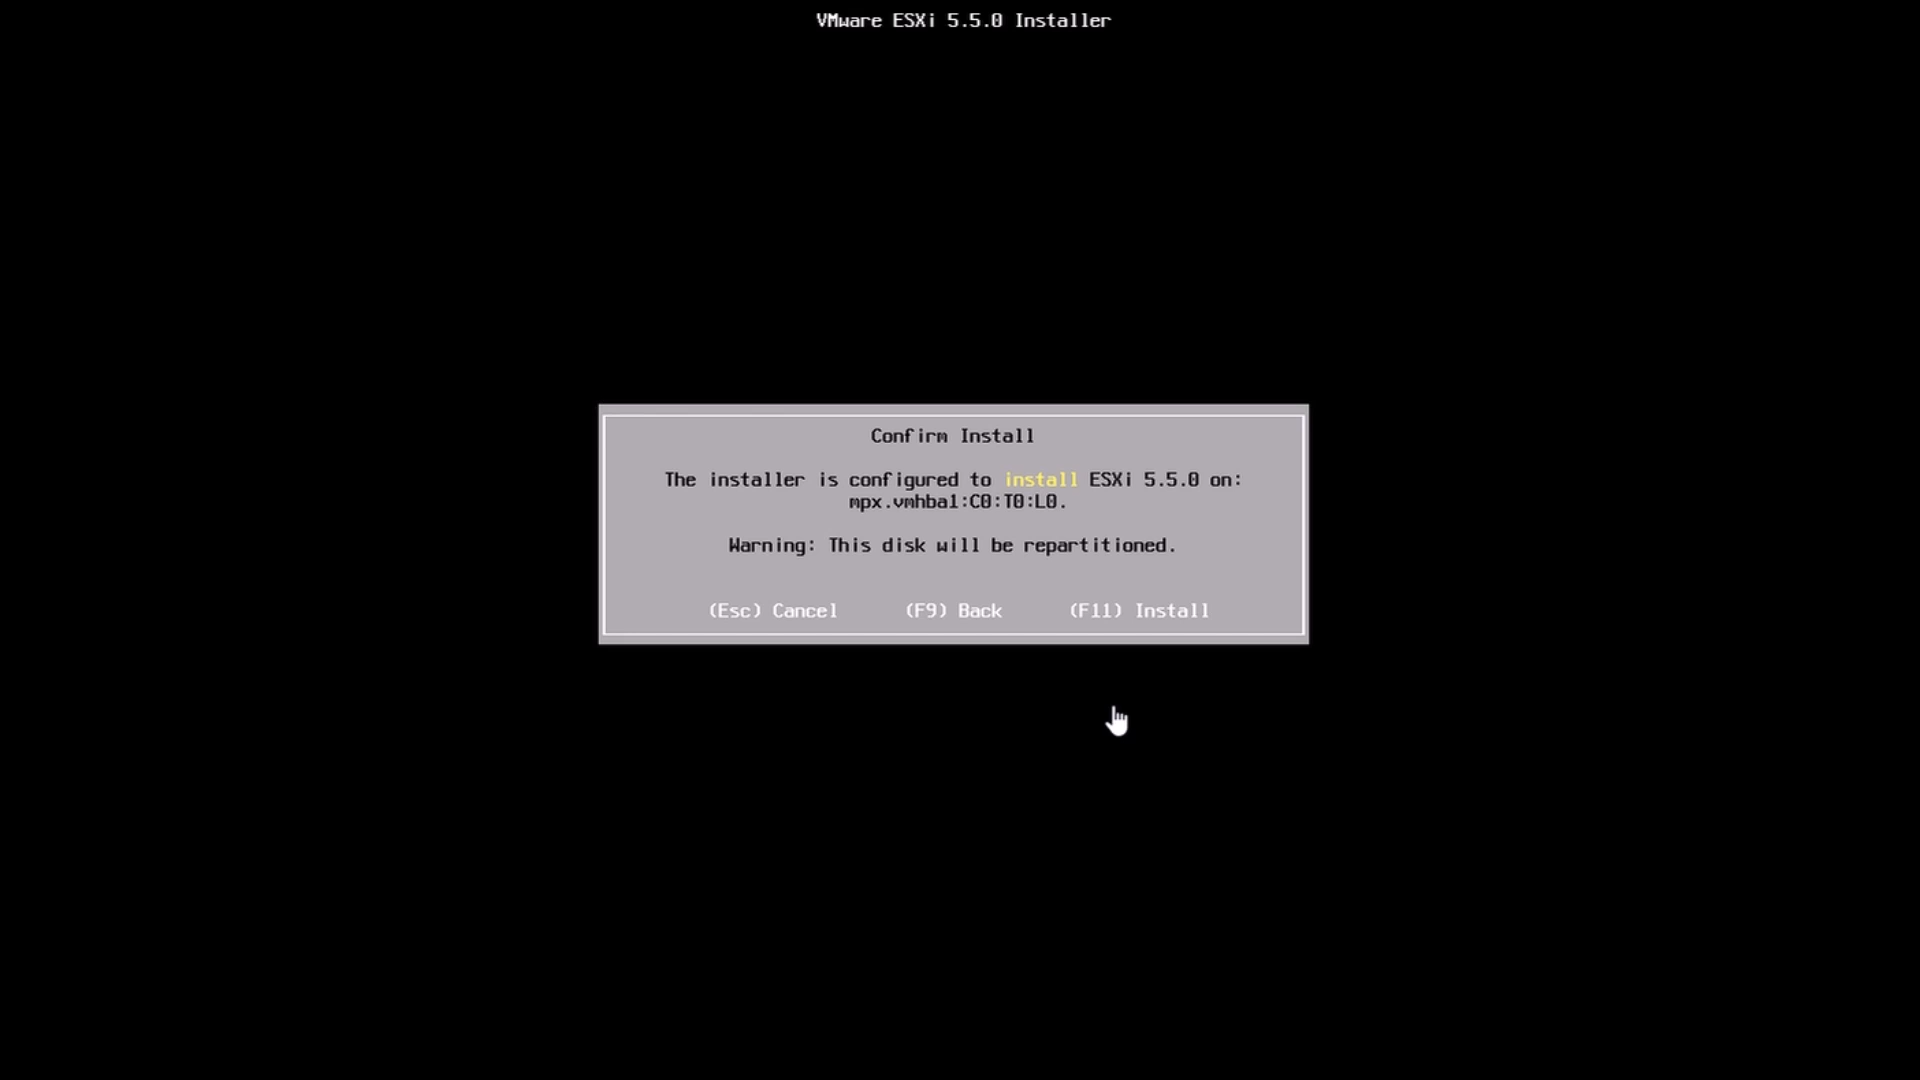 VMware ESXi 5.5.0 Installer
Confirm Install
The installer is configured to install ESXi 5.5.0 on:
mpx.vmhba1:C0:T0:L0.
Warning: This disk will be repartitioned.
(Esc) Cancel (F9) Back (F11) Install